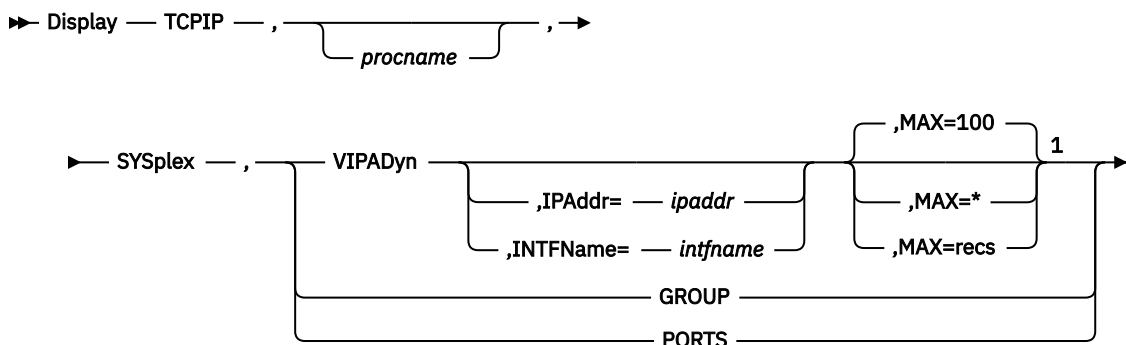 Display TCPIP , ,
procname
,MAX=100
SYSplex , VIPADyn 1
,IPAddr= ipaddr ,MAX=*
,INTFName= intfname ,MAX=recs
GROUP
PORTS